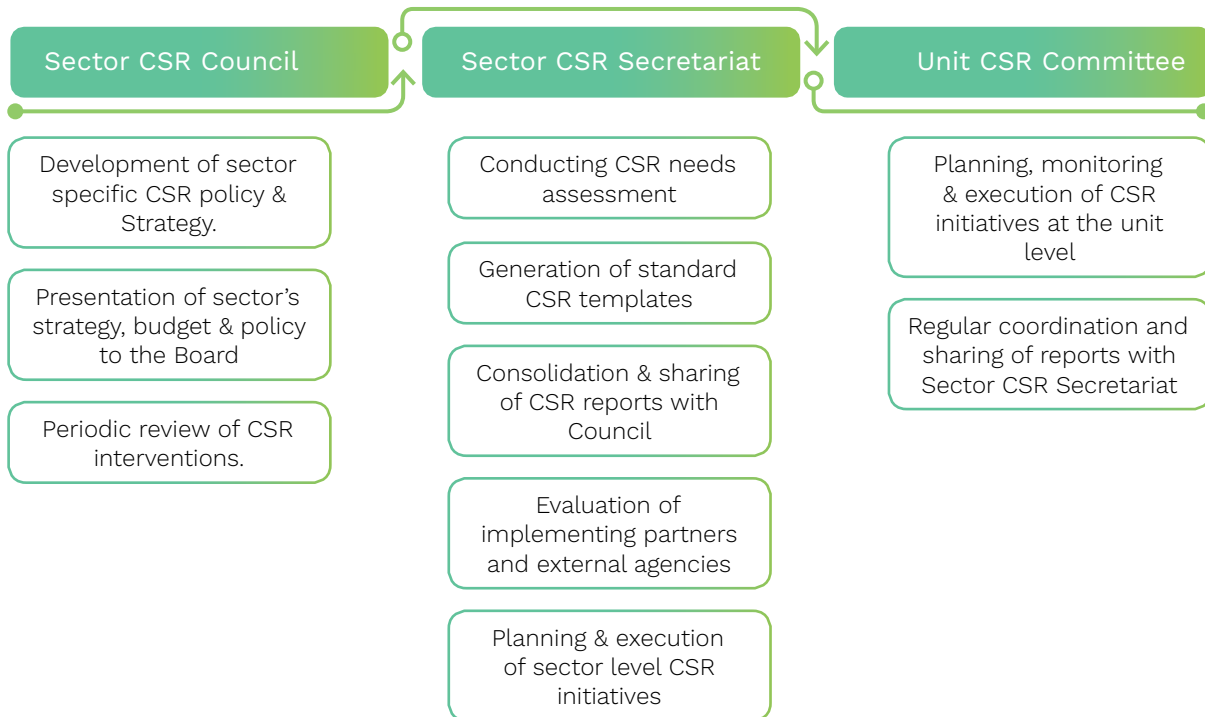 Sector CSR Council
Development of sector
specific CSR policy &
Strategy.
Presentation of sector’s
strategy, budget & policy
to the Board
Periodic review of CSR
interventions.
Sector CSR Secretariat
Conducting CSR needs
assessment
Generation of standard
CSR templates
Consolidation & sharing
of CSR reports with
Council
Evaluation of
implementing partners
and external agencies
Planning & execution
of sector level CSR
initiatives
Unit CSR Committee
Planning, monitoring
& execution of CSR
initiatives at the unit
level
Regular coordination and
sharing of reports with
Sector CSR Secretariat